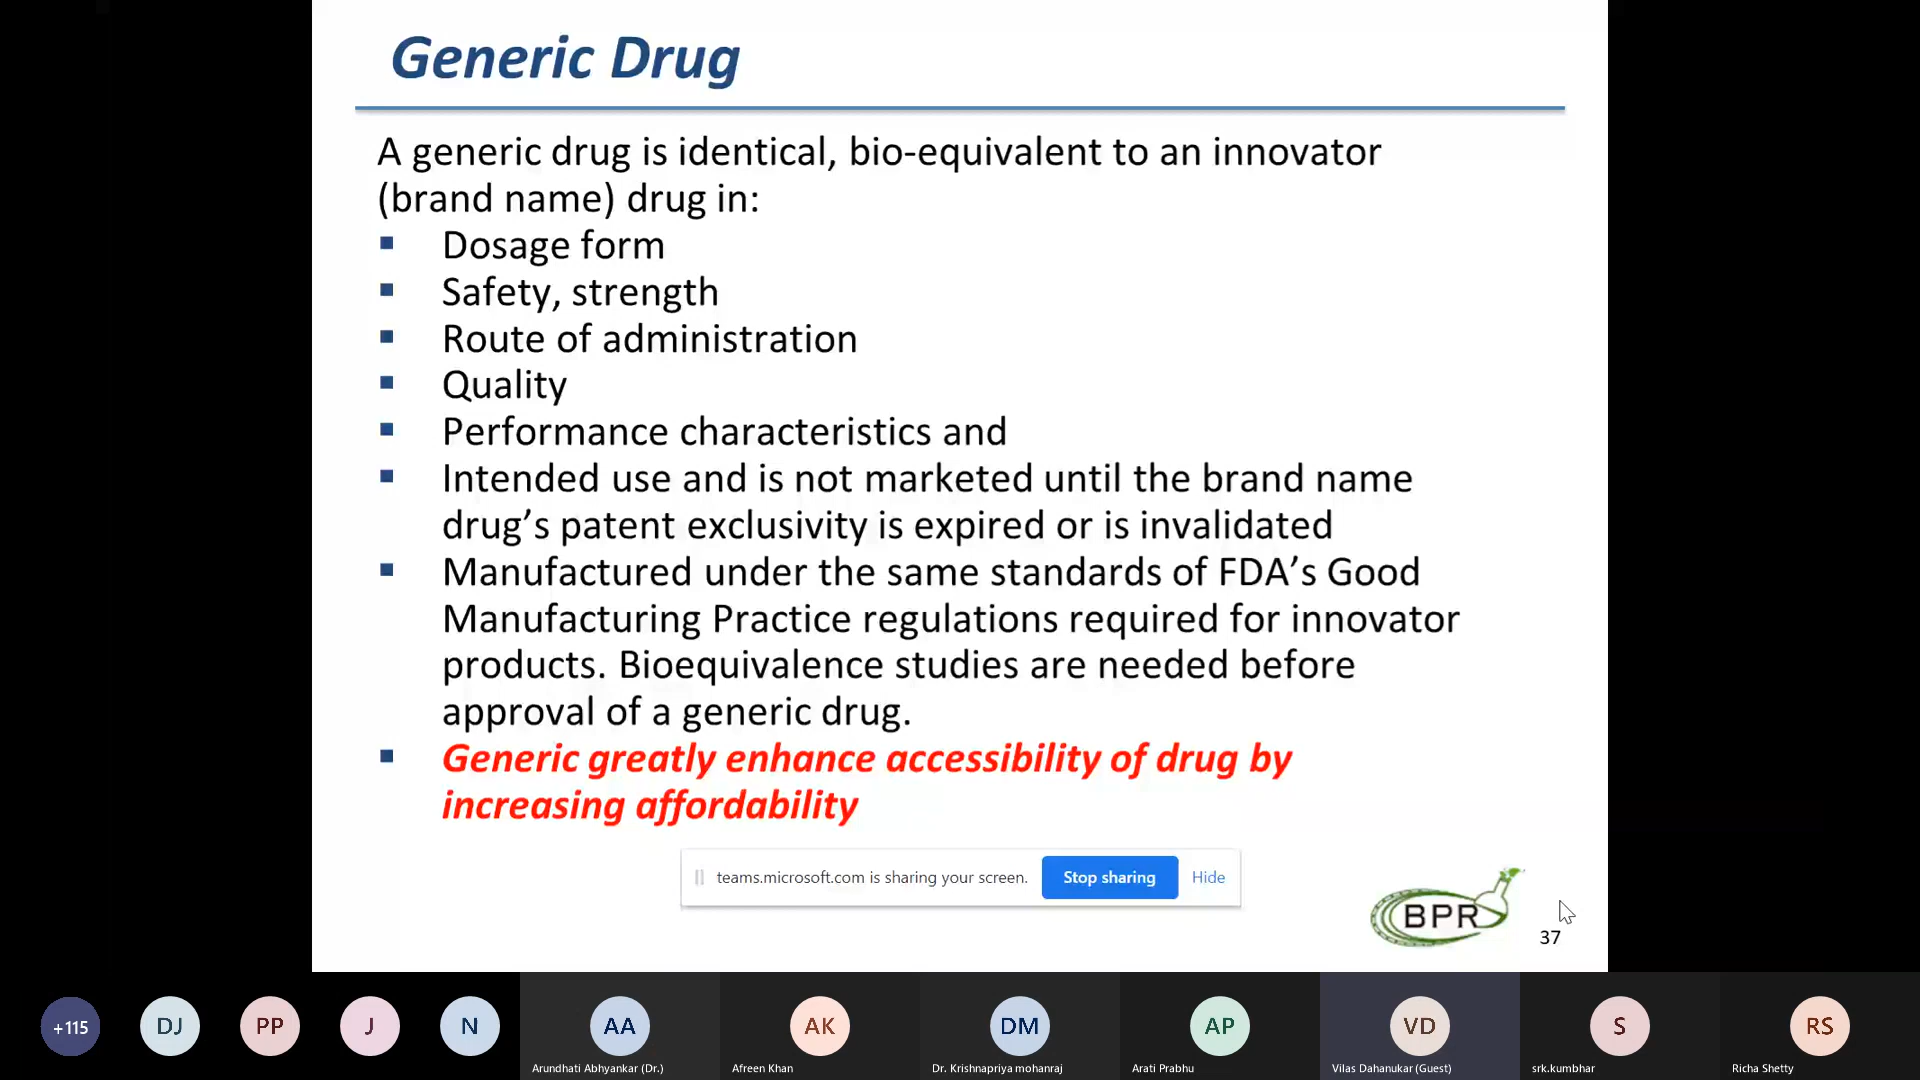 Generic Drug
A generic drug is identical, bio-equivalent to an innovator
(brand name) drug in:
▪ Dosage form
▪ Safety, strength
▪ Route of administration
▪ Quality
▪ Performance characteristics and
▪ Intended use and is not marketed until the brand name
drug’s patent exclusivity is expired or is invalidated
▪ Manufactured under the same standards of FDA’s Good
Manufacturing Practice regulations required for innovator
products. Bioequivalence studies are needed before
approval of a generic drug.
▪ Generic greatly enhance accessibility of drug by
increasing affordability
teams.microsoft.com is sharing your screen. Stop sharing Hide
BPR
37
+115 DJ PP J N AA AK DM AP VD S RS
Arundhati Abhyankar (Dr.) Afreen Khan Dr. Krishnapriya mohanraj Arati Prabhu Vilas Dahanukar (Guest) srk.kumbhar Richa Shetty